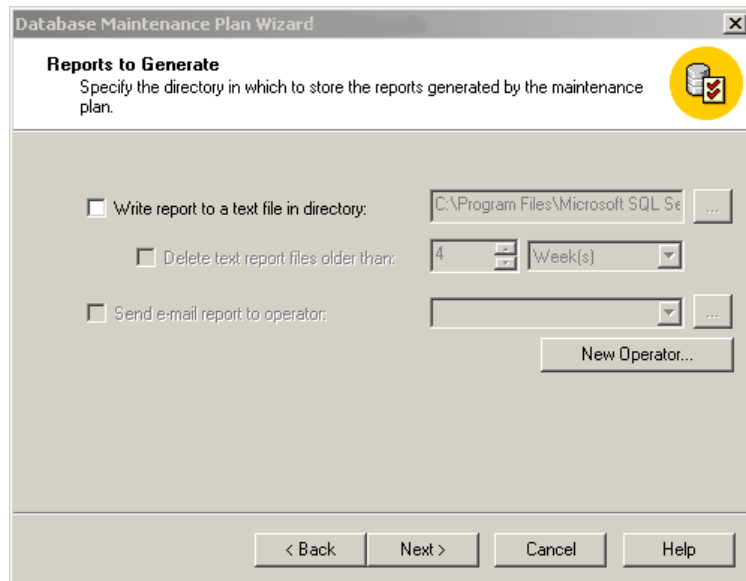 Database Maintenance Plan Wizard
Reports to Generate
Specify the directory in which to store the reports generated by the maintenance
plan.
Write report to a text file in directory: C:\Program Files\Microsoft SQL Se ...
Delete text report files older than: 4 Week(s)
Send e-mail report to operator: ...
New Operator...
< Back Next > Cancel Help